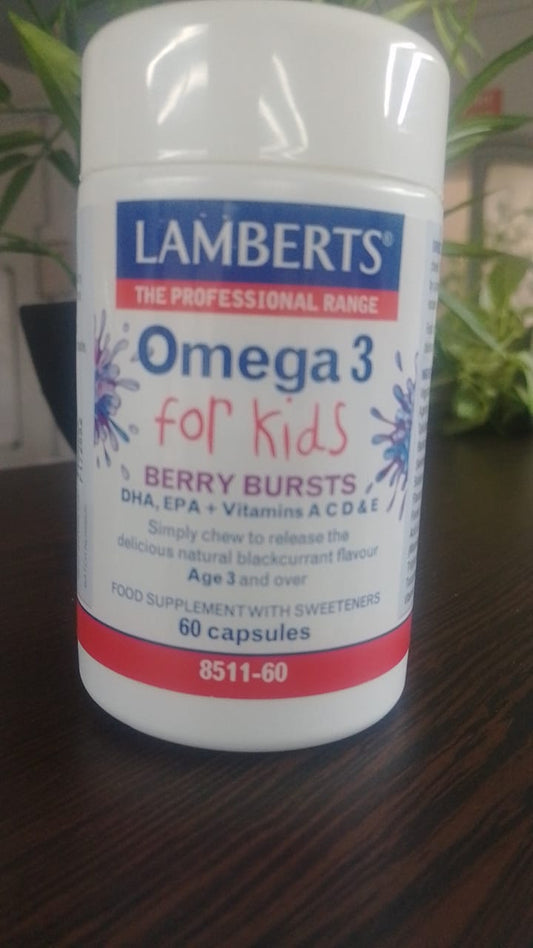 LAMBERTS®
THE PROFESSIONAL RANGE
Omega 3
for kids
BERRY BURSTS
DHA, EPA + Vitamins A C D & E
Simply chew to release the
delicious natural blackcurrant flavour
Age 3 and over
FOOD SUPPLEMENT WITH SWEETENERS
60 capsules
8511-60